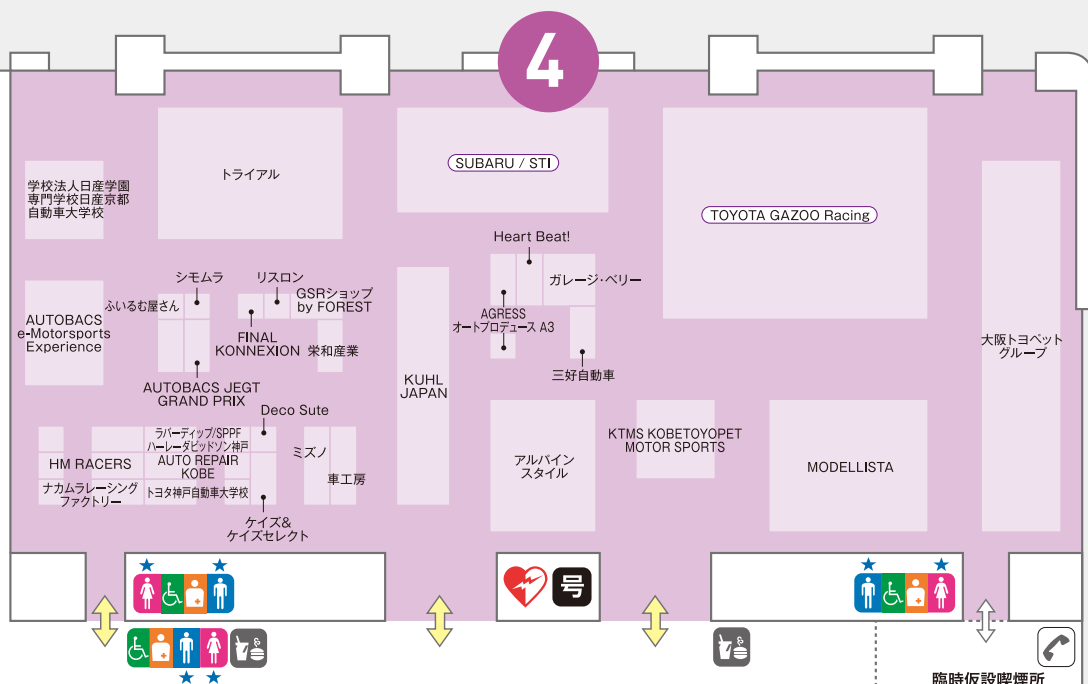 4
SUBARU / STI
トライアル
学校法人日産学園
専門学校日産京都
自動車大学校
TOYOTA GAZOO Racing
Heart Beat!
ガレージ・ベリー
シモムラ
リスロン
GSRショップ
by FOREST
ふぃるむ屋さん
AUTOBACS
e-Motorsports
Experience
FINAL
KONNEXION
栄和産業
AGRESS
オートプロデュース A3
三好自動車
大阪トヨペット
グループ
AUTOBACS JEGT
GRAND PRIX
KUHL
JAPAN
Deco Sute
ラバーディップ/SPPF
ハーレーダビッドソン神戸
HM RACERS
AUTO REPAIR
KOBE
ミズノ
車工房
ナカムラレーシング
ファクトリー
トヨタ神戸自動車大学校
ケイズ&
ケイズセレクト
アルパイン
スタイル
KTMS KOBETOYOPET
MOTOR SPORTS
MODELLISTA
号
臨時仮設喫煙所